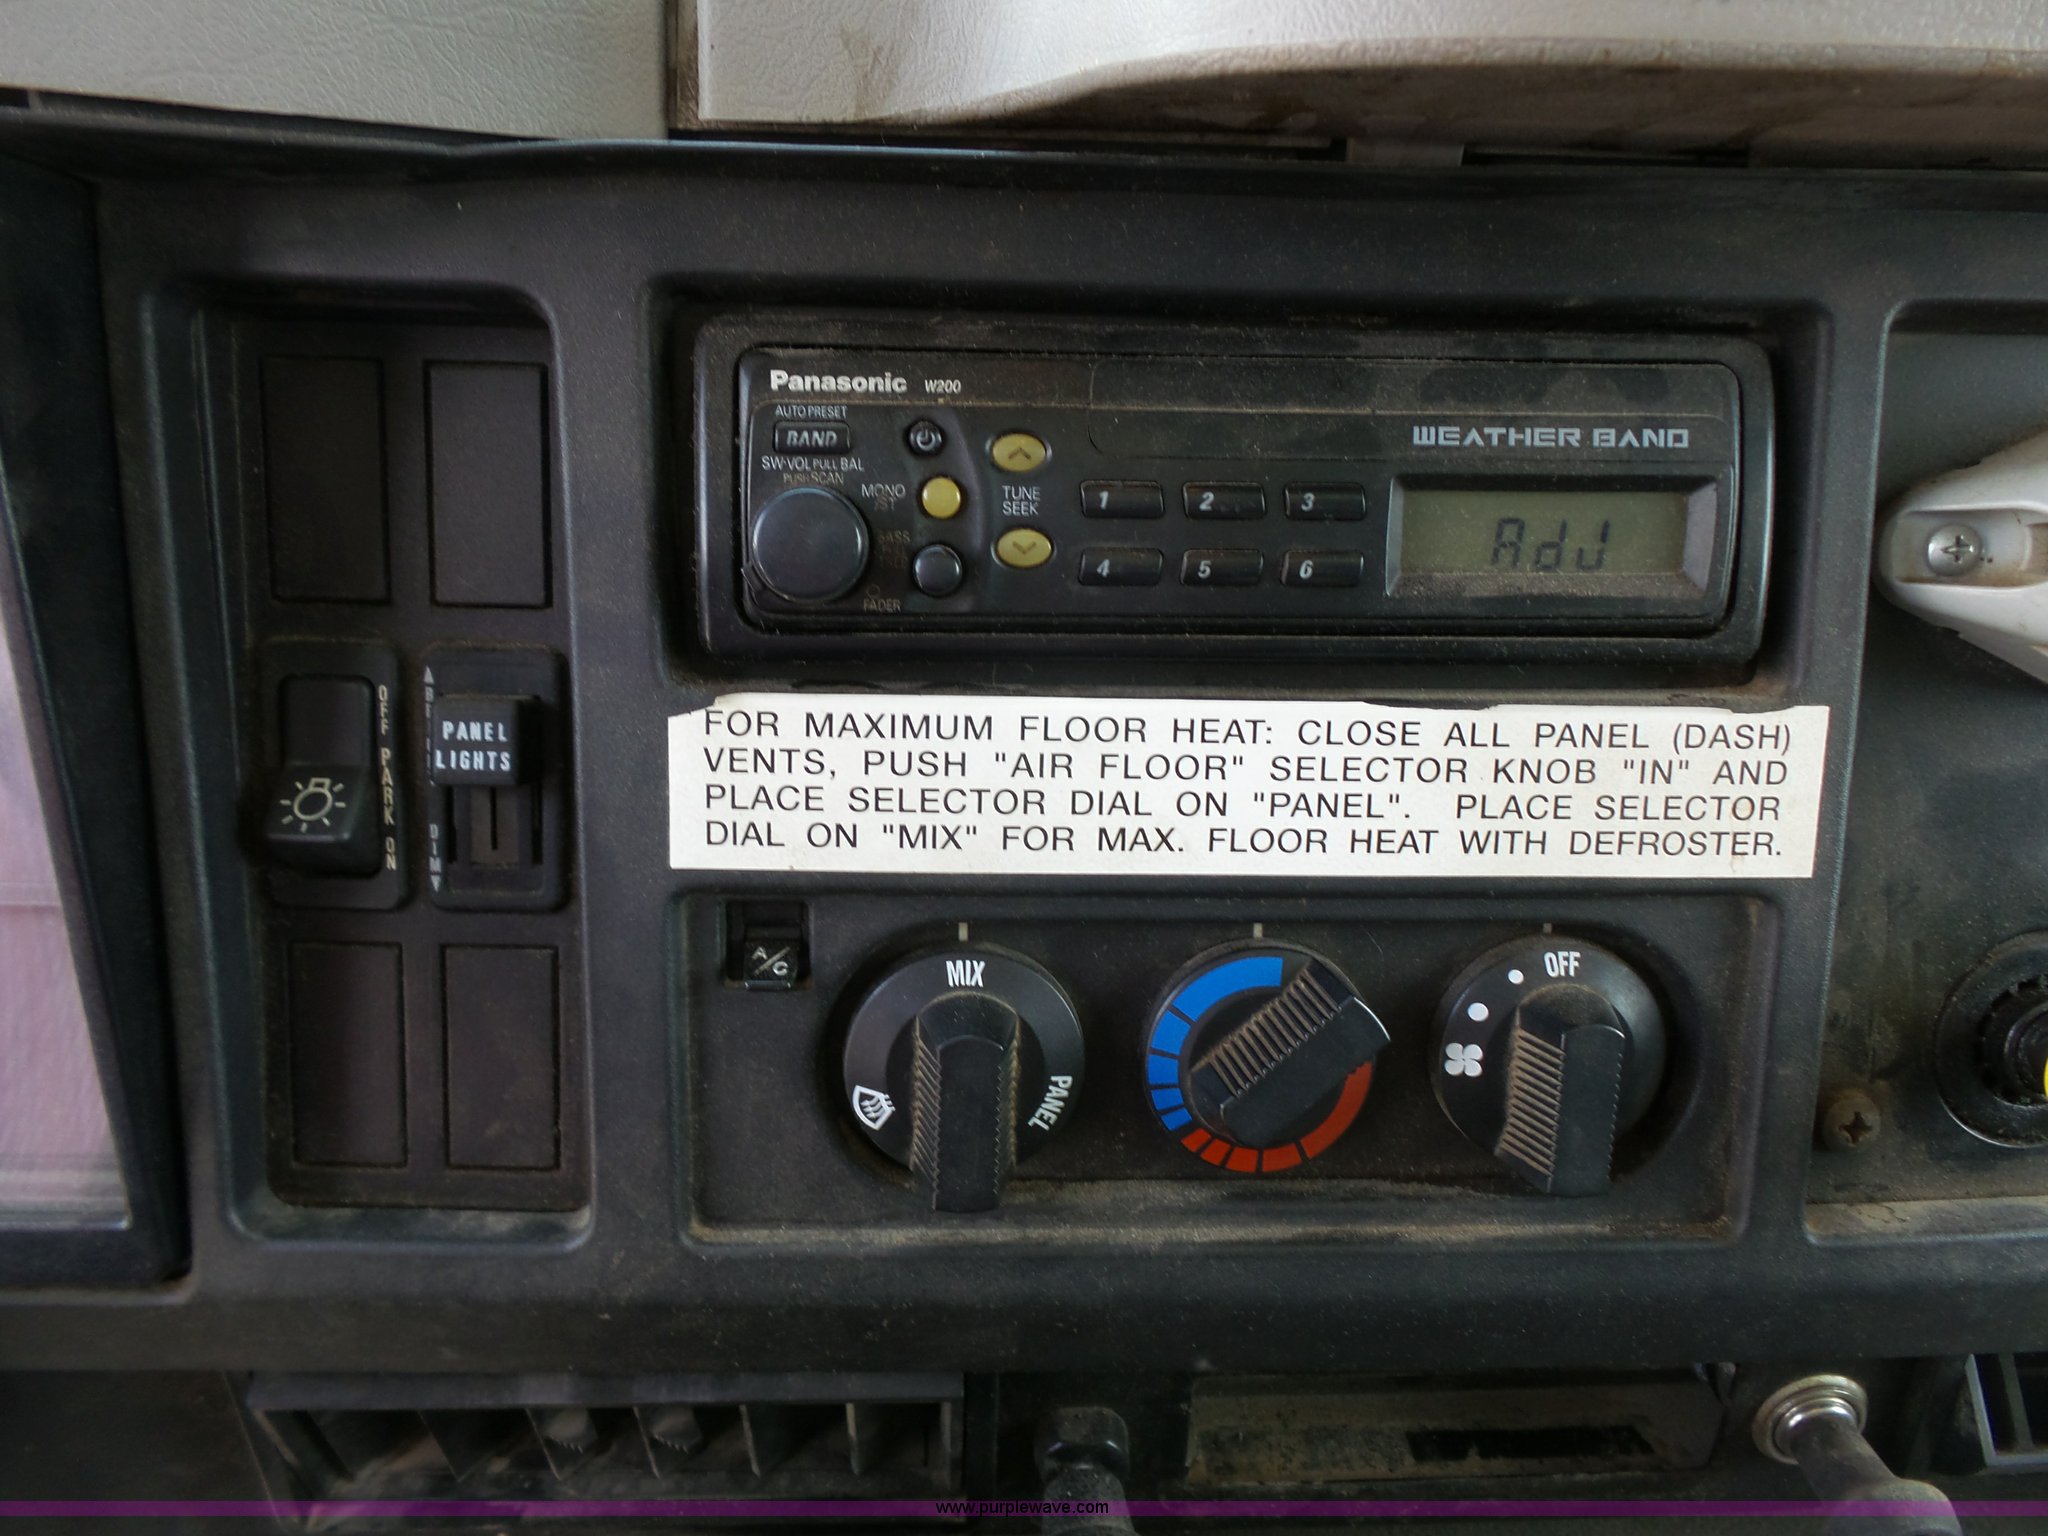 Panasonic W200
AUTO PRESET
BAND
SW-VOL PULL BAL
PUSH SCAN
MONO
/ST
BASS
TREB
FADER
TUNE
SEEK
1 2 3
4 5 6
WEATHER BAND
AdJ
OFF PARK ON
PANEL
LIGHTS
DIM
FOR MAXIMUM FLOOR HEAT: CLOSE ALL PANEL (DASH)
VENTS, PUSH "AIR FLOOR" SELECTOR KNOB "IN" AND
PLACE SELECTOR DIAL ON "PANEL". PLACE SELECTOR
DIAL ON "MIX" FOR MAX. FLOOR HEAT WITH DEFROSTER.
A/C
MIX
PANEL
OFF
www.purplewave.com